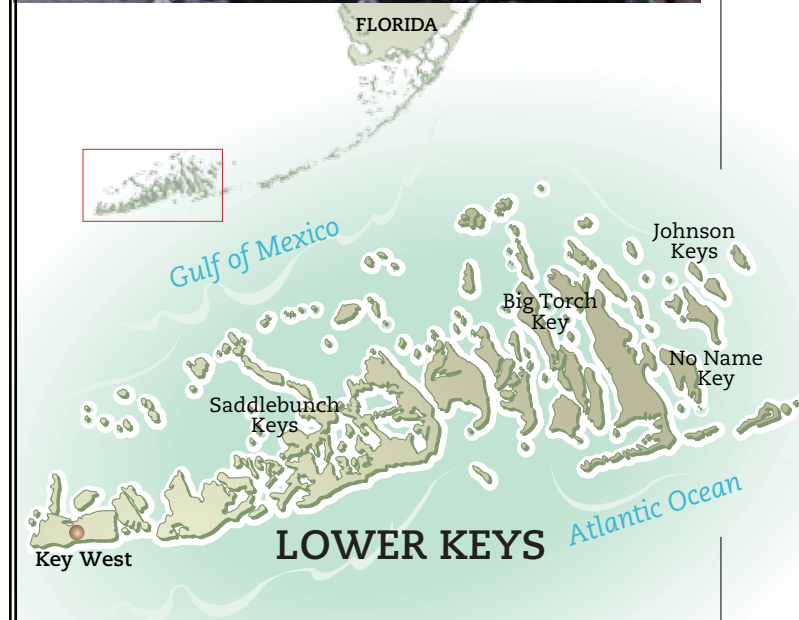 FLORIDA
Gulf of Mexico
Johnson
Keys
Big Torch
Key
No Name
Key
Saddlebunch
Keys
Atlantic Ocean
LOWER KEYS
Key West